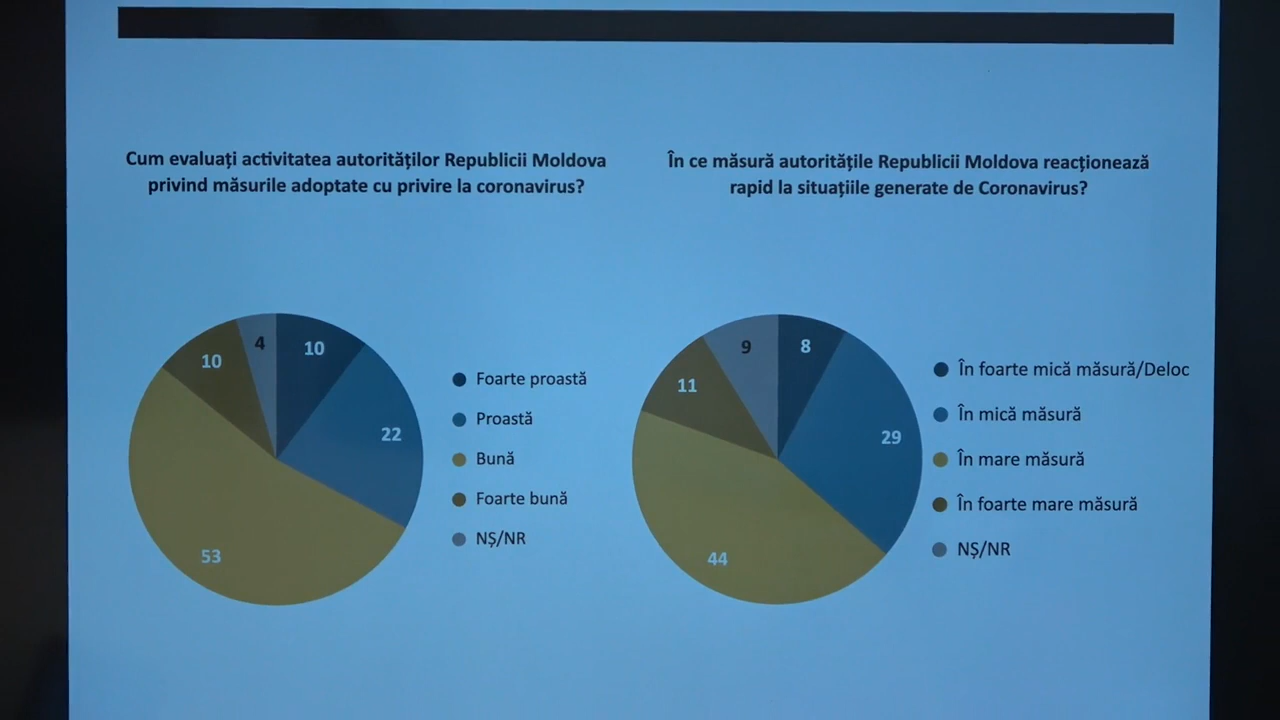 Cum evaluați activitatea autorităților Republicii Moldova
privind măsurile adoptate cu privire la coronavirus?
4
10
10
22
53
Foarte proastă
Proastă
Bună
Foarte bună
NȘ/NR
În ce măsură autoritățile Republicii Moldova reacționează
rapid la situațiile generate de Coronavirus?
9
8
11
29
44
În foarte mică măsură/Deloc
În mică măsură
În mare măsură
În foarte mare măsură
NȘ/NR